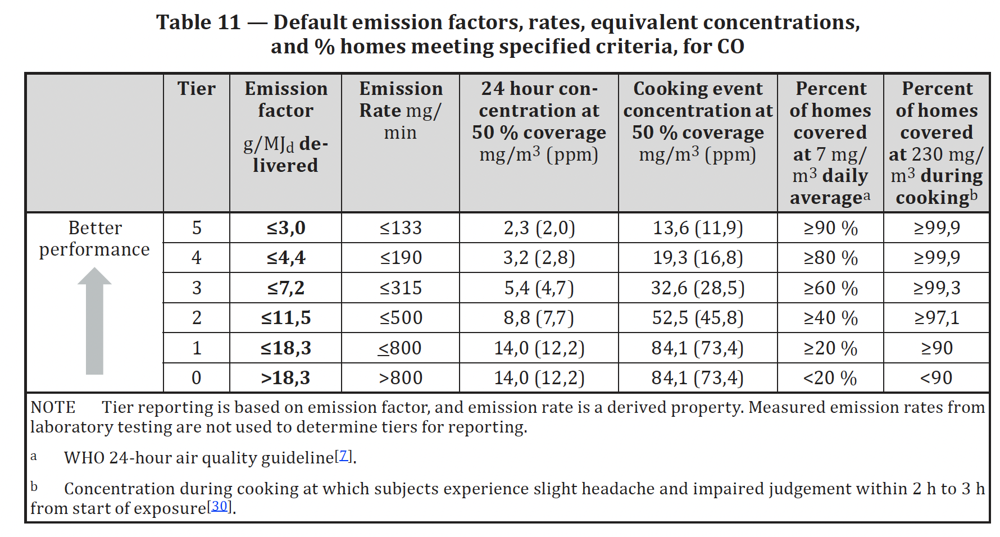 Table 11 — Default emission factors, rates, equivalent concentrations,
and % homes meeting specified criteria, for CO
Tier
Emission
factor
g/MJd de-
livered
Emission
Rate mg/
min
24 hour con-
centration at
50 % coverage
mg/m3 (ppm)
Cooking event
concentration at
50 % coverage
mg/m3 (ppm)
Percent
of homes
covered
at 7 mg/
m3 daily
averagea
Percent
of homes
covered
at 230 mg/
m3 during
cookingb
Better
performance
5 ≤3,0 ≤133 2,3 (2,0) 13,6 (11,9) ≥90 % ≥99,9
4 ≤4,4 ≤190 3,2 (2,8) 19,3 (16,8) ≥80 % ≥99,9
3 ≤7,2 ≤315 5,4 (4,7) 32,6 (28,5) ≥60 % ≥99,3
2 ≤11,5 ≤500 8,8 (7,7) 52,5 (45,8) ≥40 % ≥97,1
1 ≤18,3 ≤800 14,0 (12,2) 84,1 (73,4) ≥20 % ≥90
0 >18,3 >800 14,0 (12,2) 84,1 (73,4) <20 % <90
NOTE Tier reporting is based on emission factor, and emission rate is a derived property. Measured emission rates from
laboratory testing are not used to determine tiers for reporting.
a WHO 24-hour air quality guideline[7].
b Concentration during cooking at which subjects experience slight headache and impaired judgement within 2 h to 3 h
from start of exposure[30].